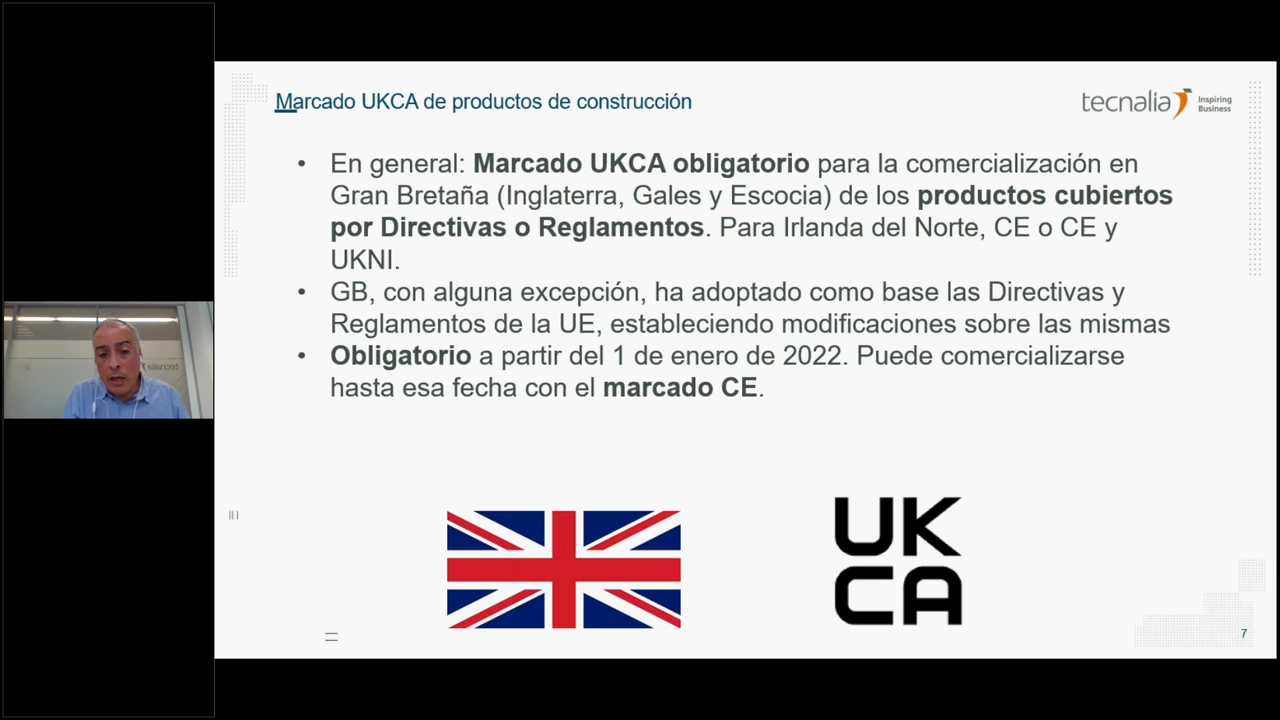 Marcado UKCA de productos de construcción
tecnalia Inspiring
Business
• En general: Marcado UKCA obligatorio para la comercialización en
Gran Bretaña (Inglaterra, Gales y Escocia) de los productos cubiertos
por Directivas o Reglamentos. Para Irlanda del Norte, CE o CE y
UKNI.
• GB, con alguna excepción, ha adoptado como base las Directivas y
Reglamentos de la UE, estableciendo modificaciones sobre las mismas
• Obligatorio a partir del 1 de enero de 2022. Puede comercializarse
hasta esa fecha con el marcado CE.
tecnalia
UK
CA
7